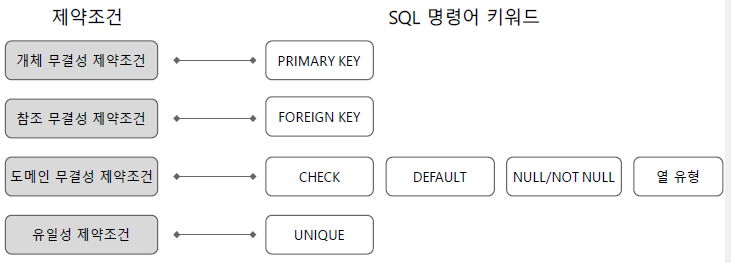 제약조건 SQL 명령어 키워드
개체 무결성 제약조건 PRIMARY KEY
참조 무결성 제약조건 FOREIGN KEY
도메인 무결성 제약조건 CHECK DEFAULT NULL/NOT NULL 열 유형
유일성 제약조건 UNIQUE